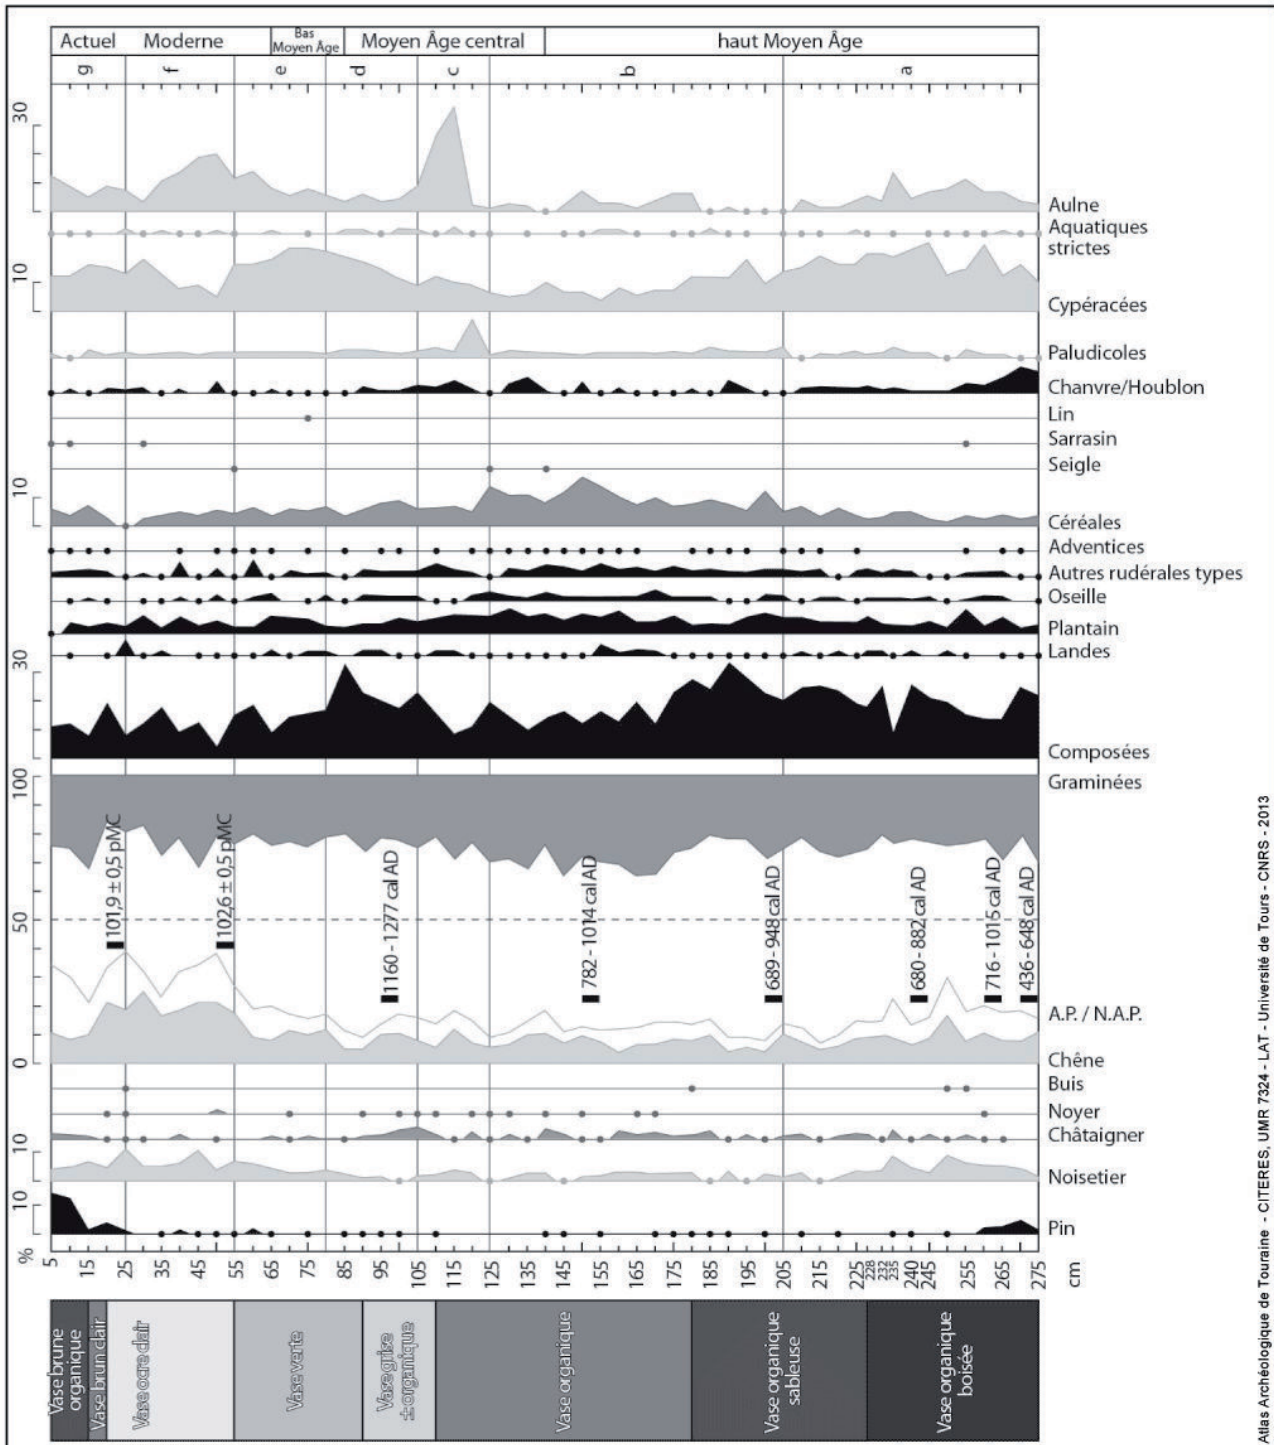 Actuel
Moderne
Bas
Moyen Âge
Moyen Âge central
haut Moyen Âge
g
f
e
d
c
b
a
30
Aulne
Aquatiques
strictes
10
Cypéracées
Paludicoles
Chanvre/Houblon
Lin
Sarrasin
Seigle
10
Céréales
Adventices
Autres rudérales types
Oseille
Plantain
Landes
30
Composées
100
Graminées
101,9 ± 0,5 pMC
102,6 ± 0,5 pMC
1160 - 1277 cal AD
782 - 1014 cal AD
689 - 948 cal AD
680 - 882 cal AD
716 - 1015 cal AD
436 - 648 cal AD
50
A.P. / N.A.P.
0
Chêne
Buis
Noyer
Châtaigner
10
Noisetier
10
Pin
%
5
15
25
35
45
55
65
75
85
95
105
115
125
135
145
155
165
175
185
195
205
215
225
228
232
235
240
245
255
265
275
cm
Vase brune
organique
Vase brun clair
Vase ocre clair
Vase verte
Vase grise
± organique
Vase organique
Vase organique
sableuse
Vase organique
boisée
Atlas Archéologique de Touraine - CITERES, UMR 7324 - LAT - Université de Tours - CNRS - 2013